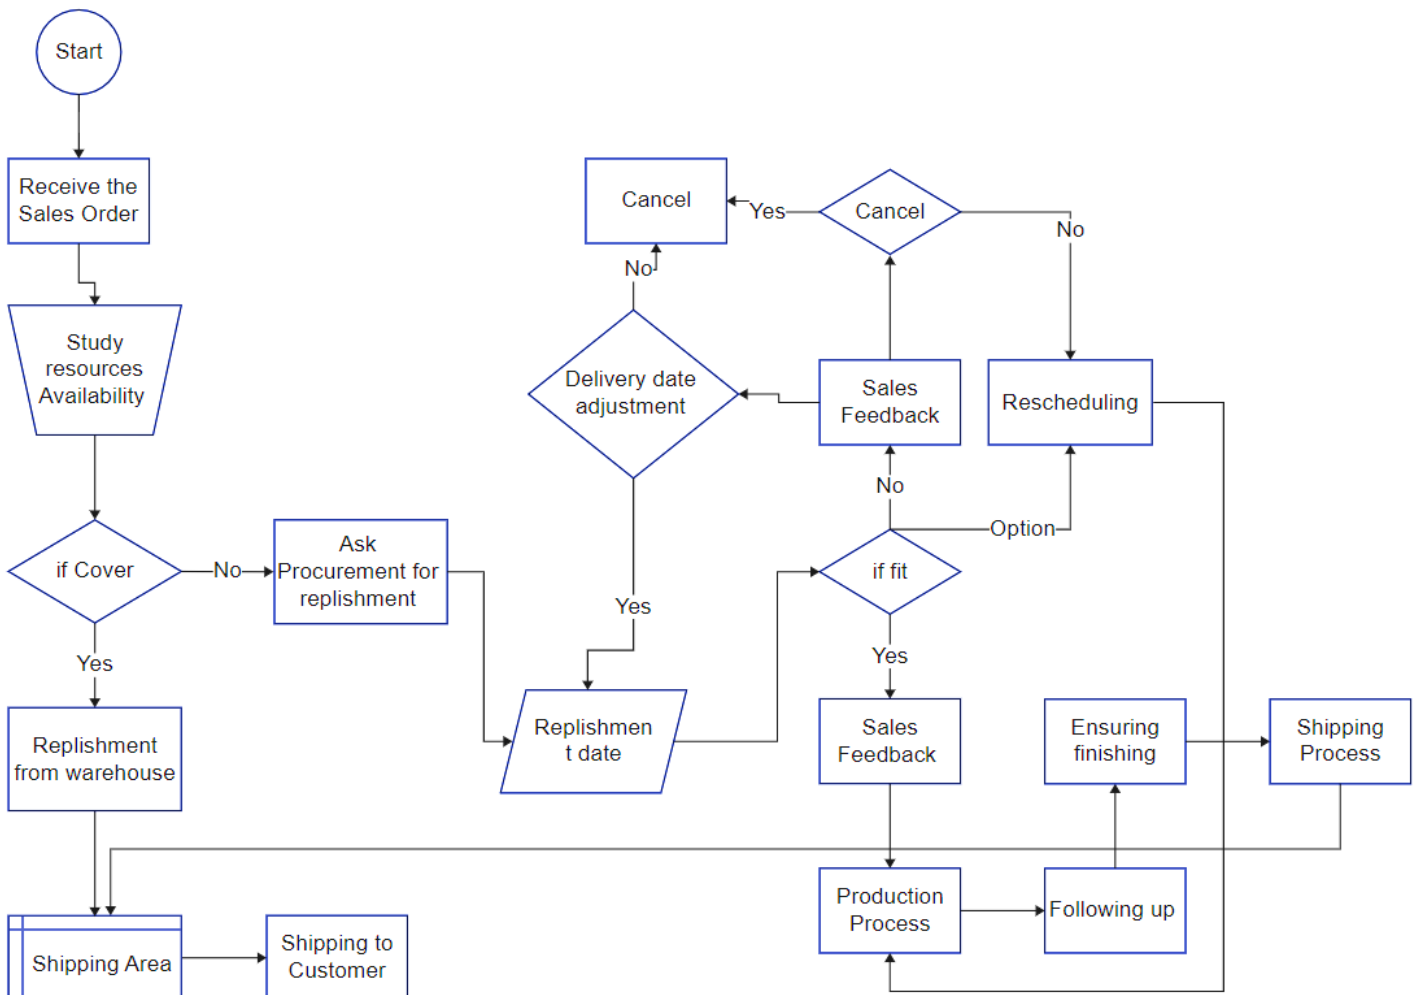 Start
Receive the
Sales Order
Study
resources
Availability
if Cover
No
Ask
Procurement for
replishment
Yes
Replishment
from warehouse
Shipping Area
Shipping to
Customer
Cancel
Yes
Cancel
No
No
Delivery date
adjustment
Sales
Feedback
Rescheduling
No
Option
if fit
Yes
Yes
Replishmen
t date
Sales
Feedback
Ensuring
finishing
Shipping
Process
Production
Process
Following up